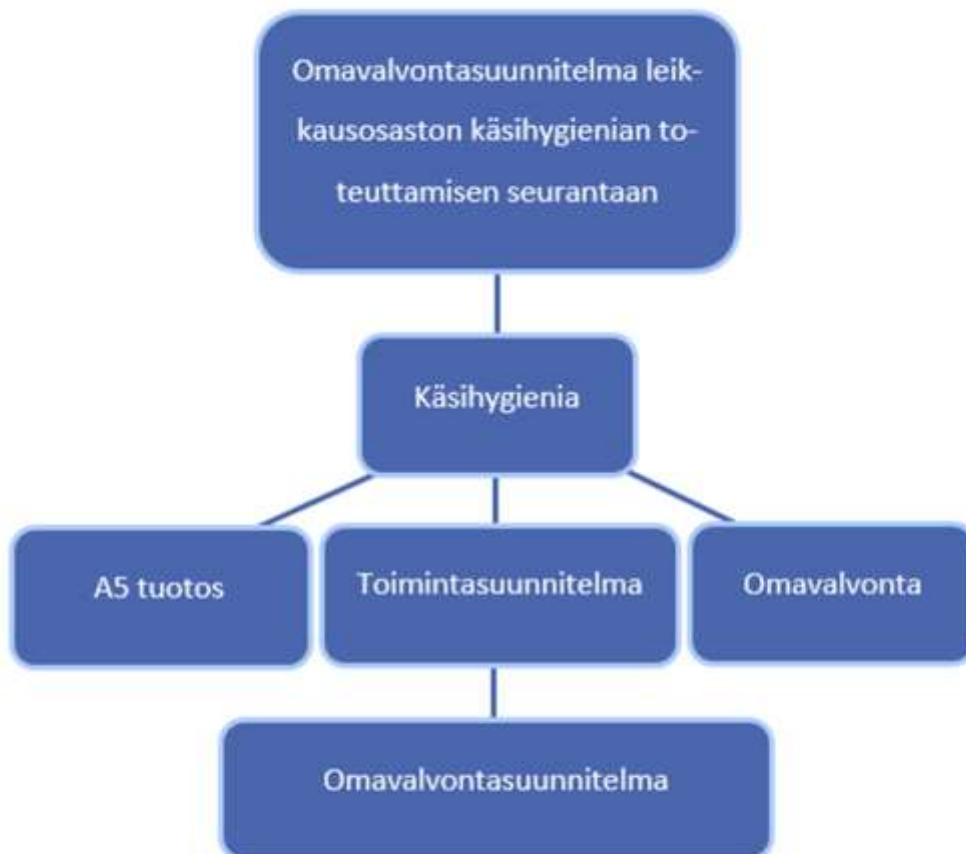 Omavalvontasuunnitelma leik-
kausosaston käsihygienian to-
teuttamisen seurantaan
Käsihygienia
A5 tuotos
Toimintasuunnitelma
Omavalvonta
Omavalvontasuunnitelma